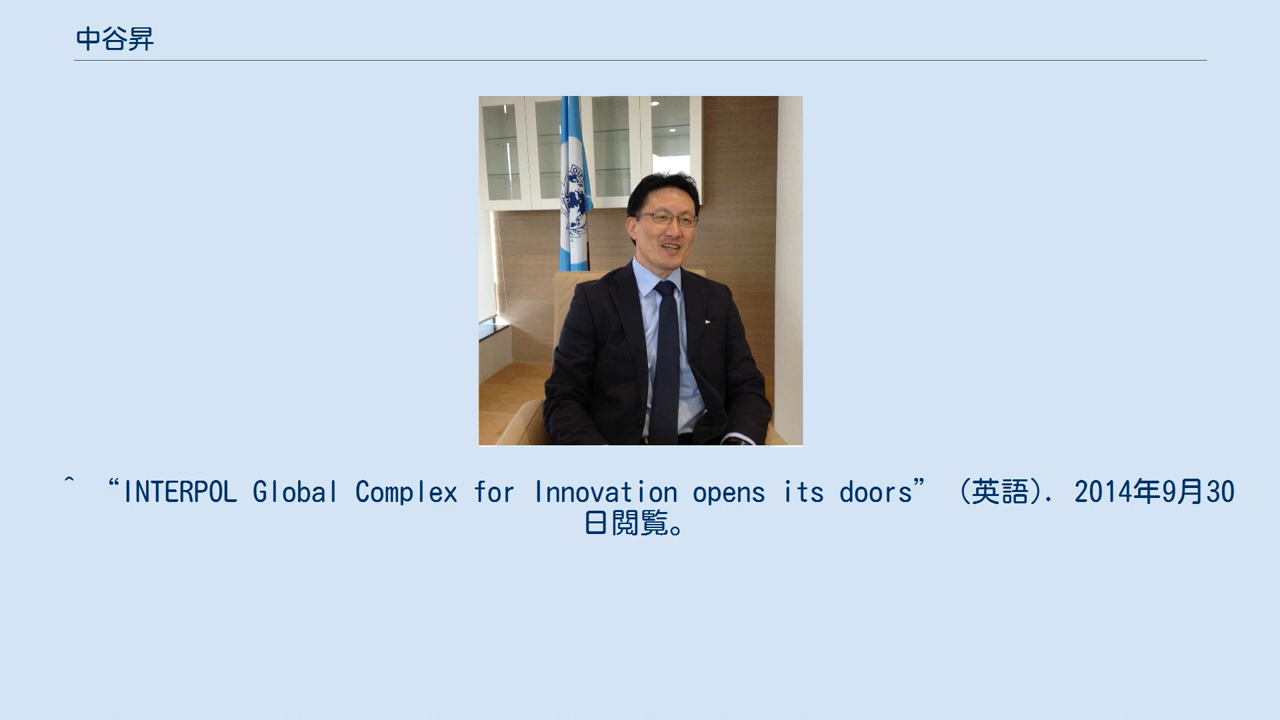 中谷昇
^ “INTERPOL Global Complex for Innovation opens its doors” (英語). 2014年9月30
日閲覧。